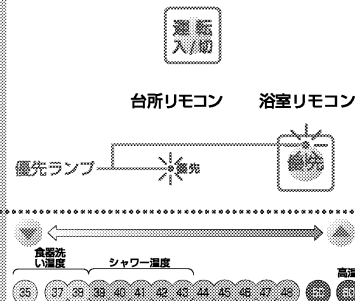 運転
入/切
台所リモコン 浴室リモコン
優先ランプ 優先 優先
食器洗
い温度 シャワー温度
高温
35 37 38 39 40 41 42 43 44 45 46 47 48